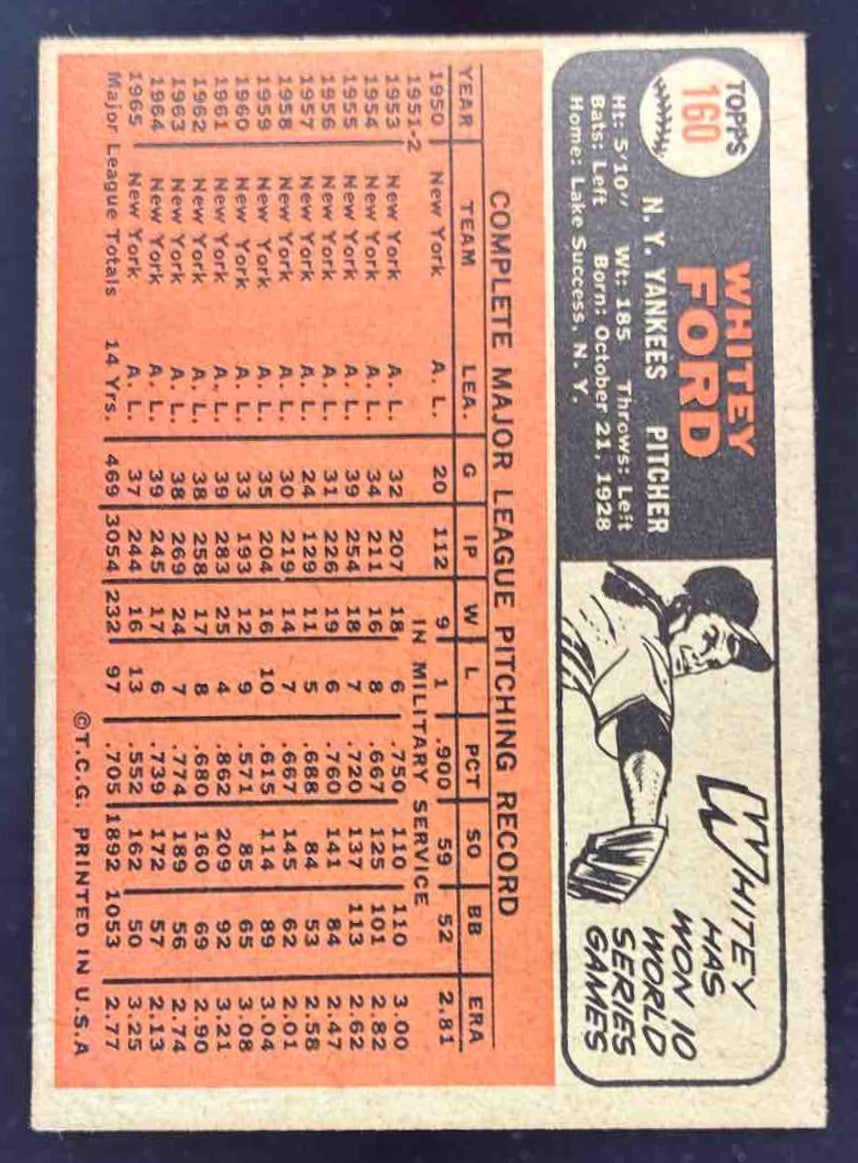 TOPPS
160
WHITEY
FORD
N. Y. YANKEES PITCHER
Ht: 5'10" Wt: 185 Throws: Left
Bats: Left Born: October 21, 1928
Home: Lake Success, N. Y.
WHITEY
HAS
WON 10
WORLD
SERIES
GAMES
COMPLETE MAJOR LEAGUE PITCHING RECORD
YEAR TEAM LEA. G IP W L PCT SO BB ERA
1950 New York A. L. 20 112 9 1 .900 59 52 2.81
1951-2 IN MILITARY SERVICE
1953 New York A. L. 32 207 18 6 .750 110 110 3.00
1954 New York A. L. 34 211 16 8 .667 125 101 2.82
1955 New York A. L. 39 254 18 7 .720 137 113 2.62
1956 New York A. L. 31 226 19 6 .760 141 84 2.47
1957 New York A. L. 24 129 11 5 .688 84 53 2.58
1958 New York A. L. 30 219 14 7 .667 145 62 2.01
1959 New York A. L. 35 204 16 10 .615 114 89 3.04
1960 New York A. L. 33 193 12 9 .571 85 65 3.08
1961 New York A. L. 39 283 25 4 .862 209 92 3.21
1962 New York A. L. 38 258 17 8 .680 160 69 2.90
1963 New York A. L. 38 269 24 7 .774 189 56 2.74
1964 New York A. L. 39 245 17 6 .739 172 57 2.13
1965 New York A. L. 37 244 16 13 .552 162 50 3.25
Major League Totals 14 Yrs. 469 3054 232 97 .705 1892 1053 2.77
©T.C.G. PRINTED IN U.S.A